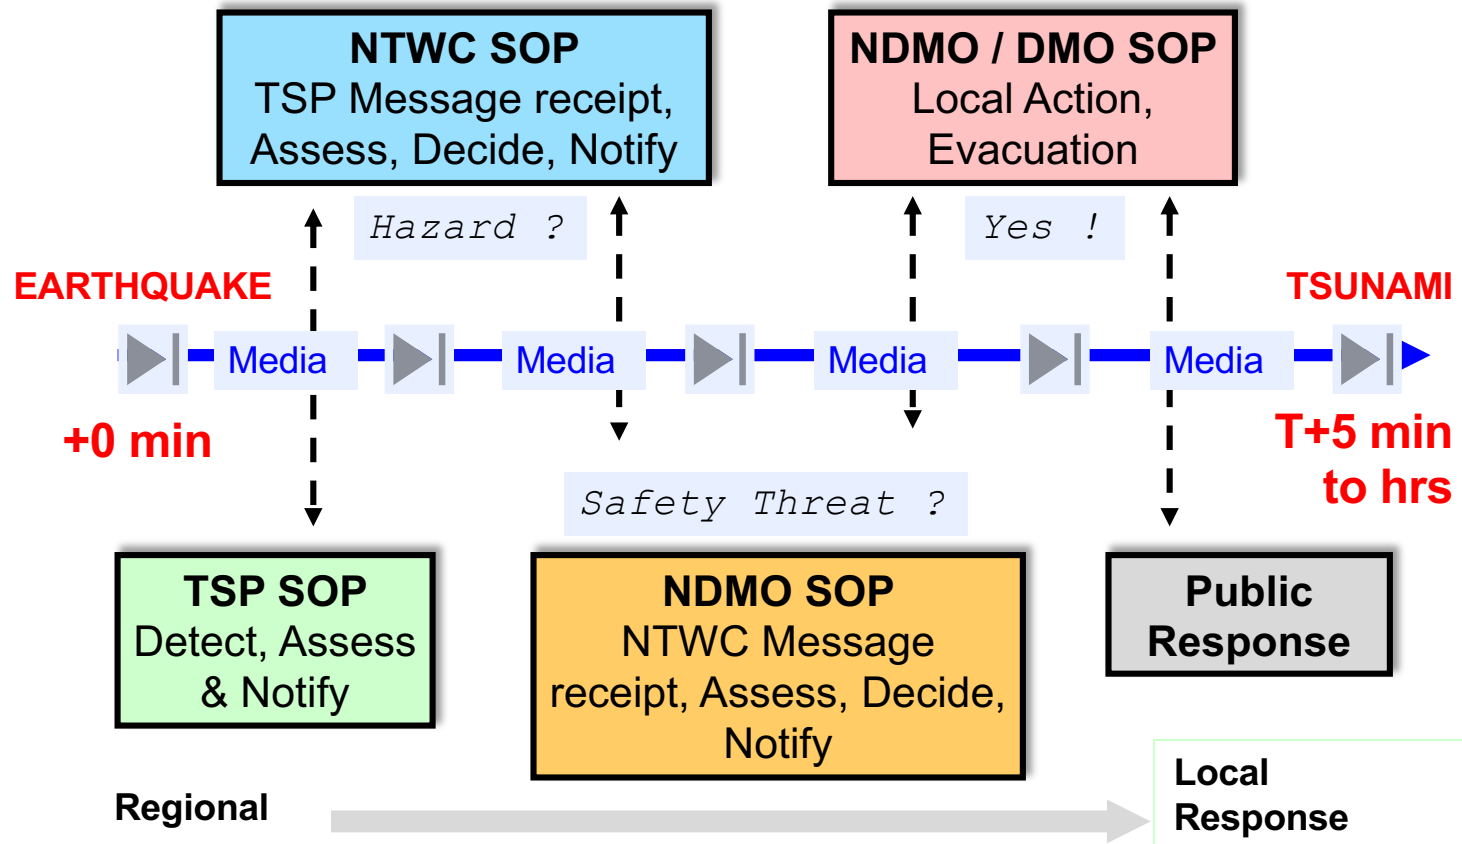 NTWC SOP
TSP Message receipt,
Assess, Decide, Notify
NDMO / DMO SOP
Local Action,
Evacuation
Hazard ?
Yes !
EARTHQUAKE
TSUNAMI
Media
Media
Media
Media
+0 min
T+5 min
to hrs
Safety Threat ?
TSP SOP
Detect, Assess
& Notify
NDMO SOP
NTWC Message
receipt, Assess, Decide,
Notify
Public
Response
Regional
Local
Response